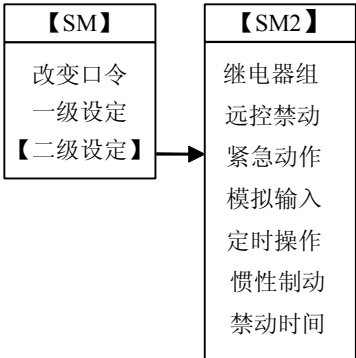 【SM】
改变口令
一级设定
【二级设定】
【SM2】
继电器组
远控禁动
紧急动作
模拟输入
定时操作
惯性制动
禁动时间